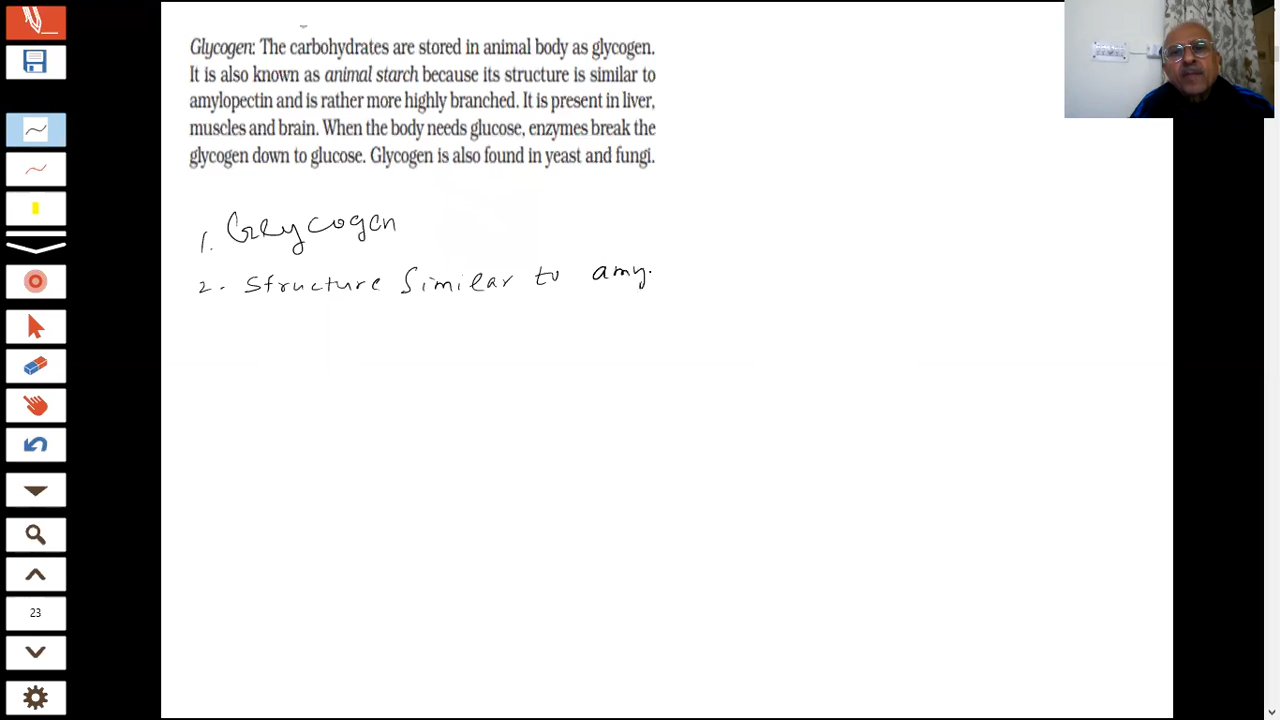 Glycogen: The carbohydrates are stored in animal body as glycogen.
It is also known as animal starch because its structure is similar to
amylopectin and is rather more highly branched. It is present in liver,
muscles and brain. When the body needs glucose, enzymes break the
glycogen down to glucose. Glycogen is also found in yeast and fungi.
1. Glycogen
2. Structure Similar to amy.
23